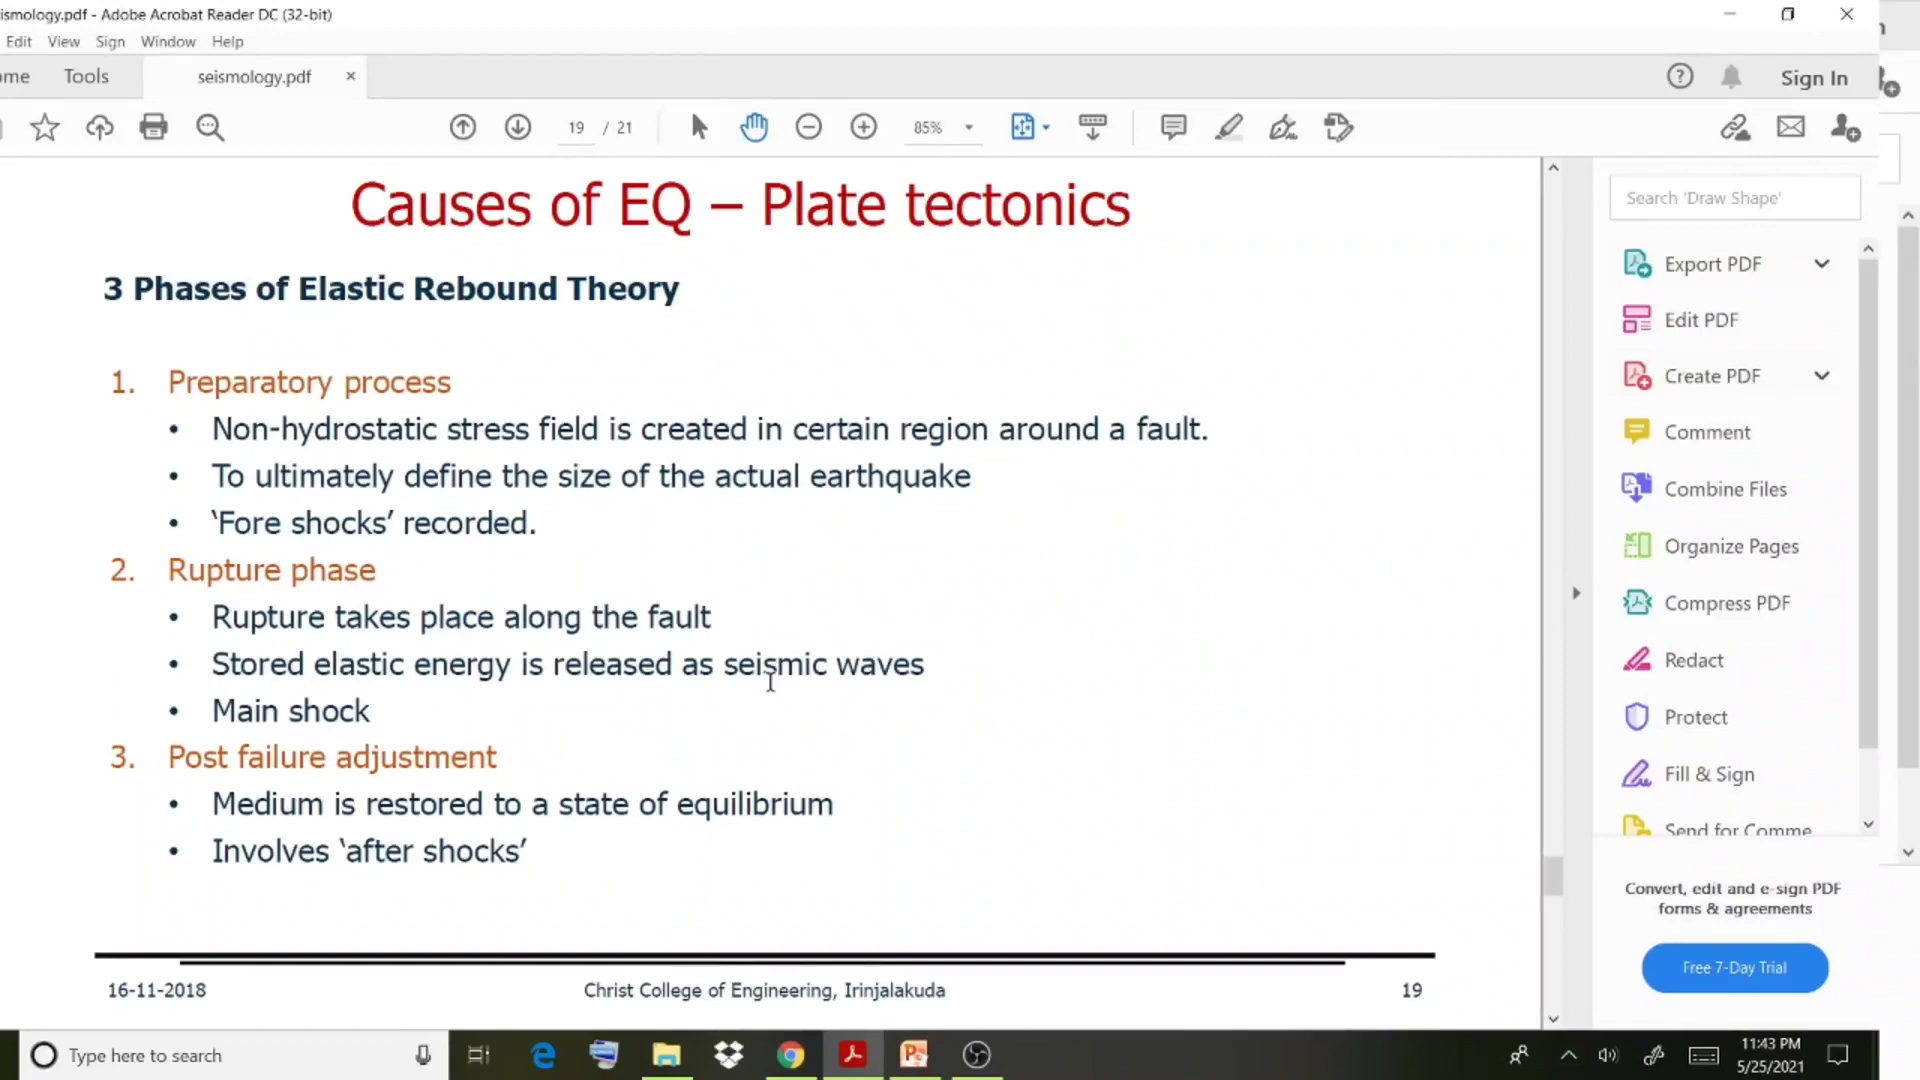 ismology.pdf - Adobe Acrobat Reader DC (32-bit)
Edit View Sign Window Help
ome Tools seismology.pdf × Sign In
19 / 21 85%
Causes of EQ – Plate tectonics
3 Phases of Elastic Rebound Theory
1. Preparatory process
• Non-hydrostatic stress field is created in certain region around a fault.
• To ultimately define the size of the actual earthquake
• ‘Fore shocks’ recorded.
2. Rupture phase
• Rupture takes place along the fault
• Stored elastic energy is released as seismic waves
• Main shock
3. Post failure adjustment
• Medium is restored to a state of equilibrium
• Involves ‘after shocks’
16-11-2018 Christ College of Engineering, Irinjalakuda 19
Search 'Draw Shape'
Export PDF
Edit PDF
Create PDF
Comment
Combine Files
Organize Pages
Compress PDF
Redact
Protect
Fill & Sign
Send for Comme
Convert, edit and e-sign PDF
forms & agreements
Free 7-Day Trial
Type here to search
11:43 PM
5/25/2021